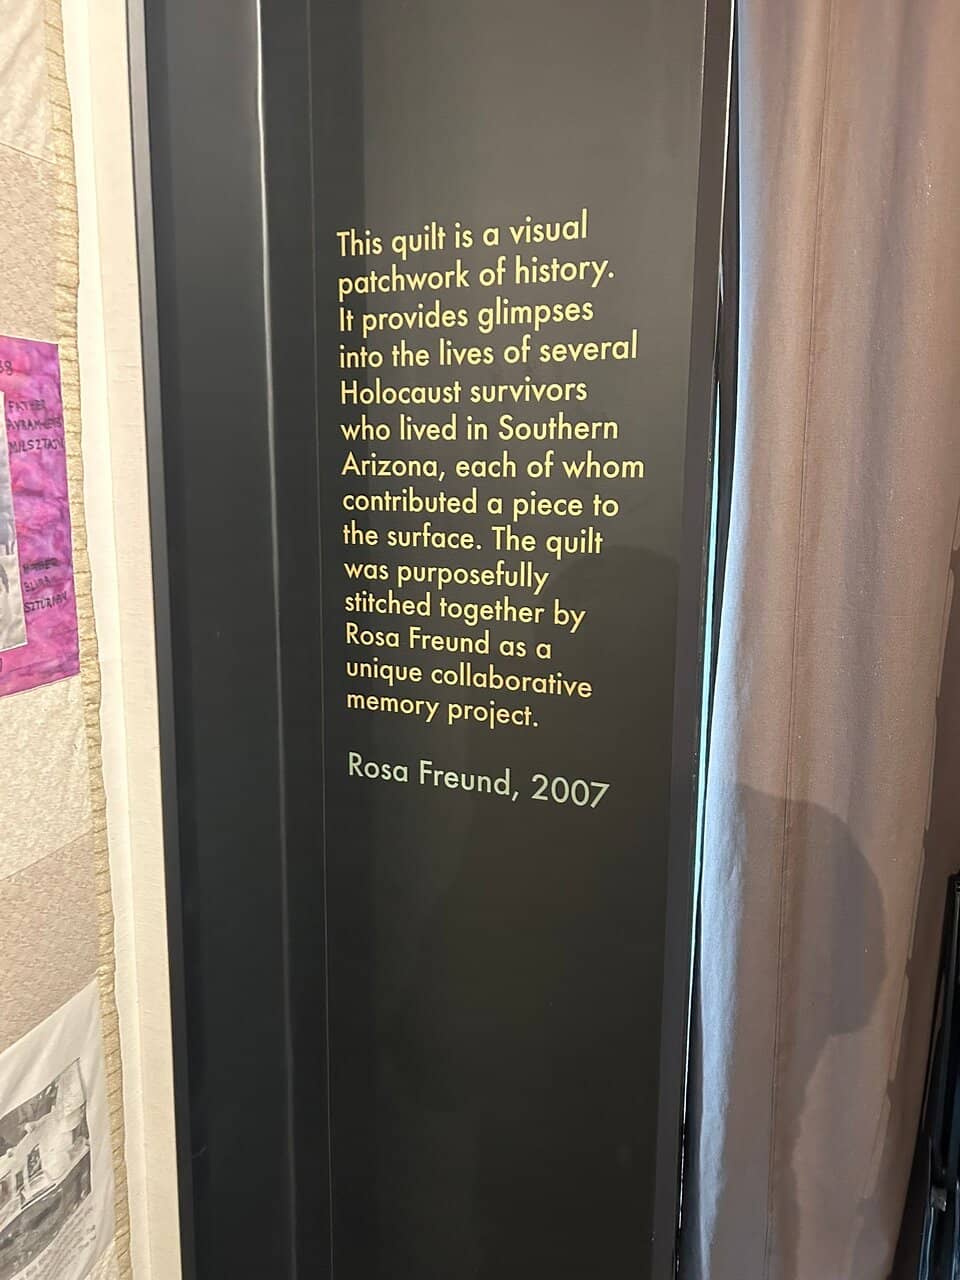 This quilt is a visual
patchwork of history.
It provides glimpses
into the lives of several
Holocaust survivors
who lived in Southern
Arizona, each of whom
contributed a piece to
the surface. The quilt
was purposefully
stitched together by
Rosa Freund as a
unique collaborative
memory project.
Rosa Freund, 2007
FATHER